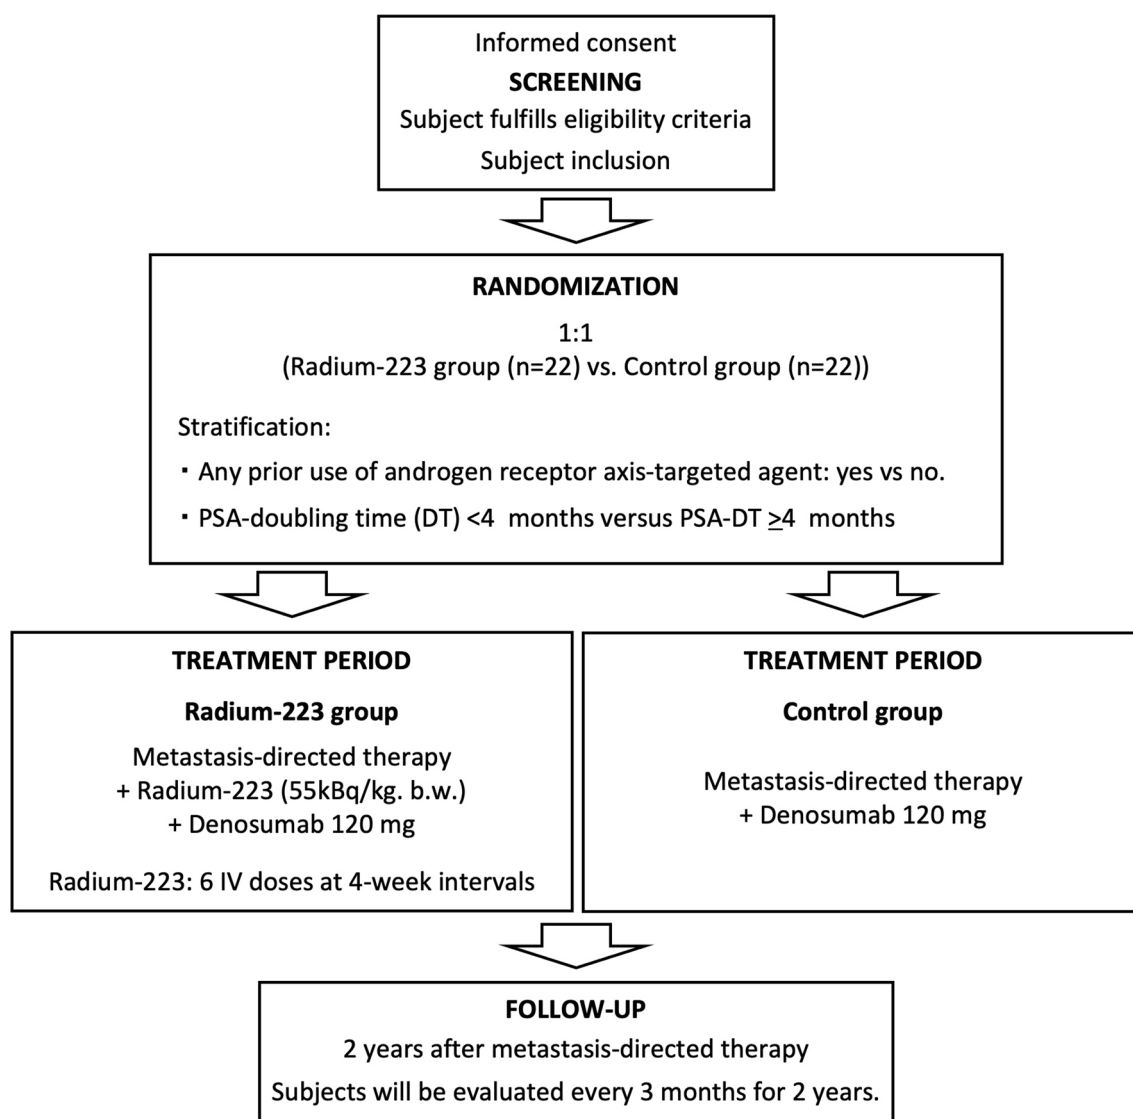 Informed consent
SCREENING
Subject fulfills eligibility criteria
Subject inclusion
RANDOMIZATION
1:1
(Radium-223 group (n=22) vs. Control group (n=22))
Stratification:
・Any prior use of androgen receptor axis-targeted agent: yes vs no.
・PSA-doubling time (DT) <4 months versus PSA-DT ≥4 months
TREATMENT PERIOD
Radium-223 group
Metastasis-directed therapy
+ Radium-223 (55kBq/kg. b.w.)
+ Denosumab 120 mg
Radium-223: 6 IV doses at 4-week intervals
TREATMENT PERIOD
Control group
Metastasis-directed therapy
+ Denosumab 120 mg
FOLLOW-UP
2 years after metastasis-directed therapy
Subjects will be evaluated every 3 months for 2 years.